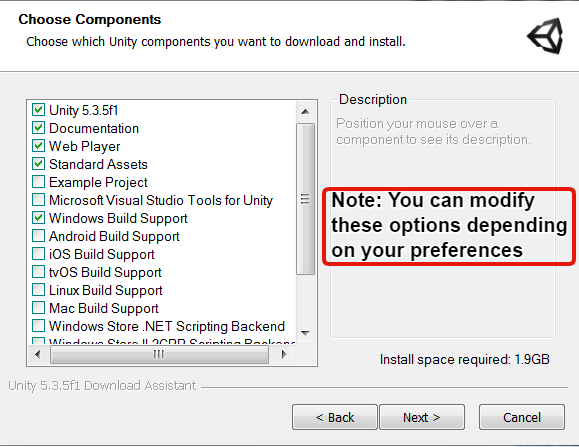 Choose Components
Choose which Unity components you want to download and install.
Unity 5.3.5f1
Documentation
Web Player
Standard Assets
Example Project
Microsoft Visual Studio Tools for Unity
Windows Build Support
Android Build Support
iOS Build Support
tvOS Build Support
Linux Build Support
Mac Build Support
Windows Store .NET Scripting Backend
Windows Store IL2CPP Scripting Backend
Description
Position your mouse over a
component to see its description.
Note: You can modify
these options depending
on your preferences
Install space required: 1.9GB
Unity 5.3.5f1 Download Assistant
< Back
Next >
Cancel